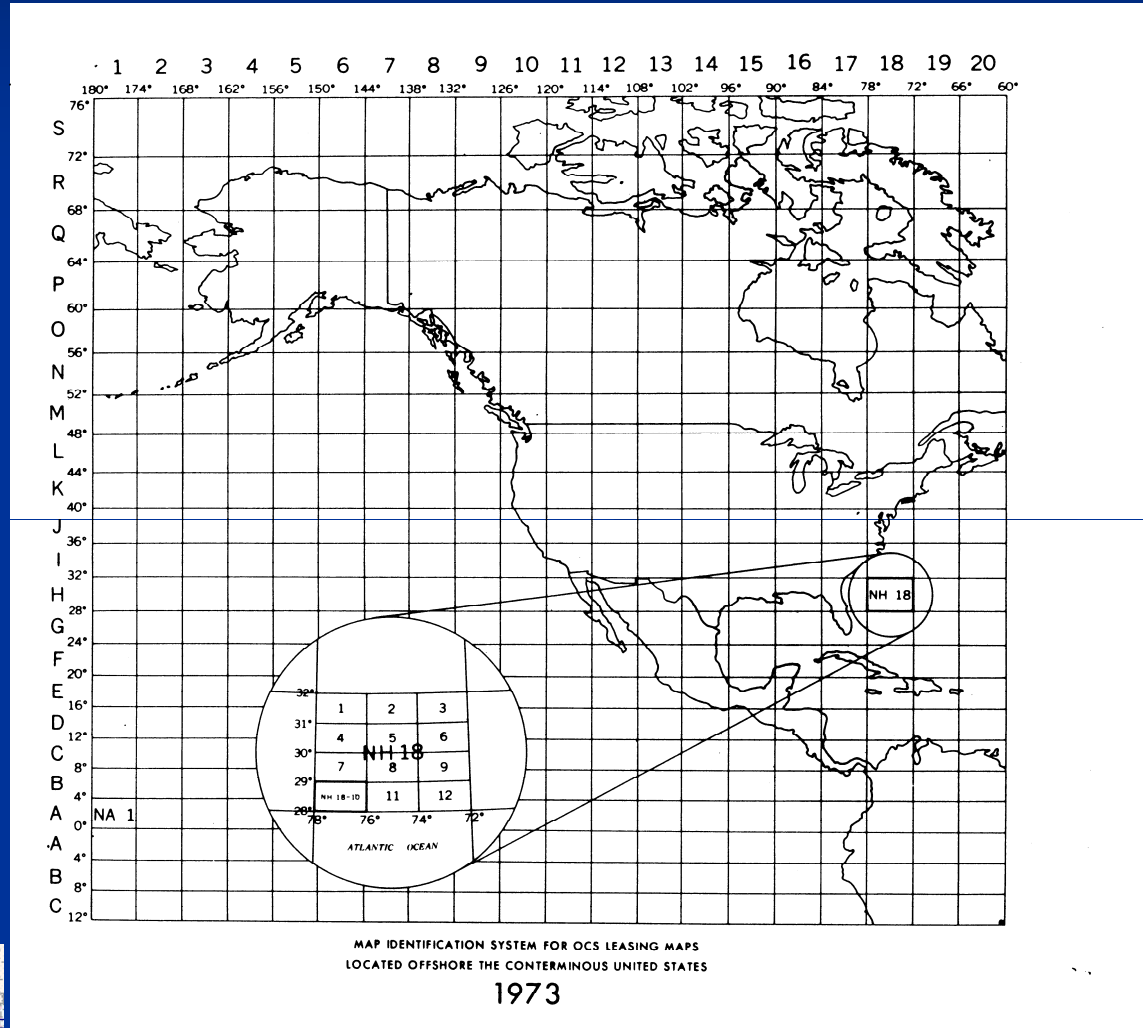 1 2 3 4 5 6 7 8 9 10 11 12 13 14 15 16 17 18 19 20
180° 174° 168° 162° 156° 150° 144° 138° 132° 126° 120° 114° 108° 102° 96° 90° 84° 78° 72° 66° 60°
76°
S
72°
R
68°
Q
64°
P
60°
O
56°
N
52°
M
48°
L
44°
K
40°
J
36°
I
32°
H
28°
G
24°
F
20°
E
16°
D
12°
C
8°
B
4°
A
0°
A
4°
B
8°
C
12°
NA 1
NH 18
32°
1 2 3
31°
4 5 6
30° NH 18
7 8 9
29°
NH 18-10 11 12
28°
78° 76° 74° 72°
ATLANTIC OCEAN
MAP IDENTIFICATION SYSTEM FOR OCS LEASING MAPS
LOCATED OFFSHORE THE CONTERMINOUS UNITED STATES
1973